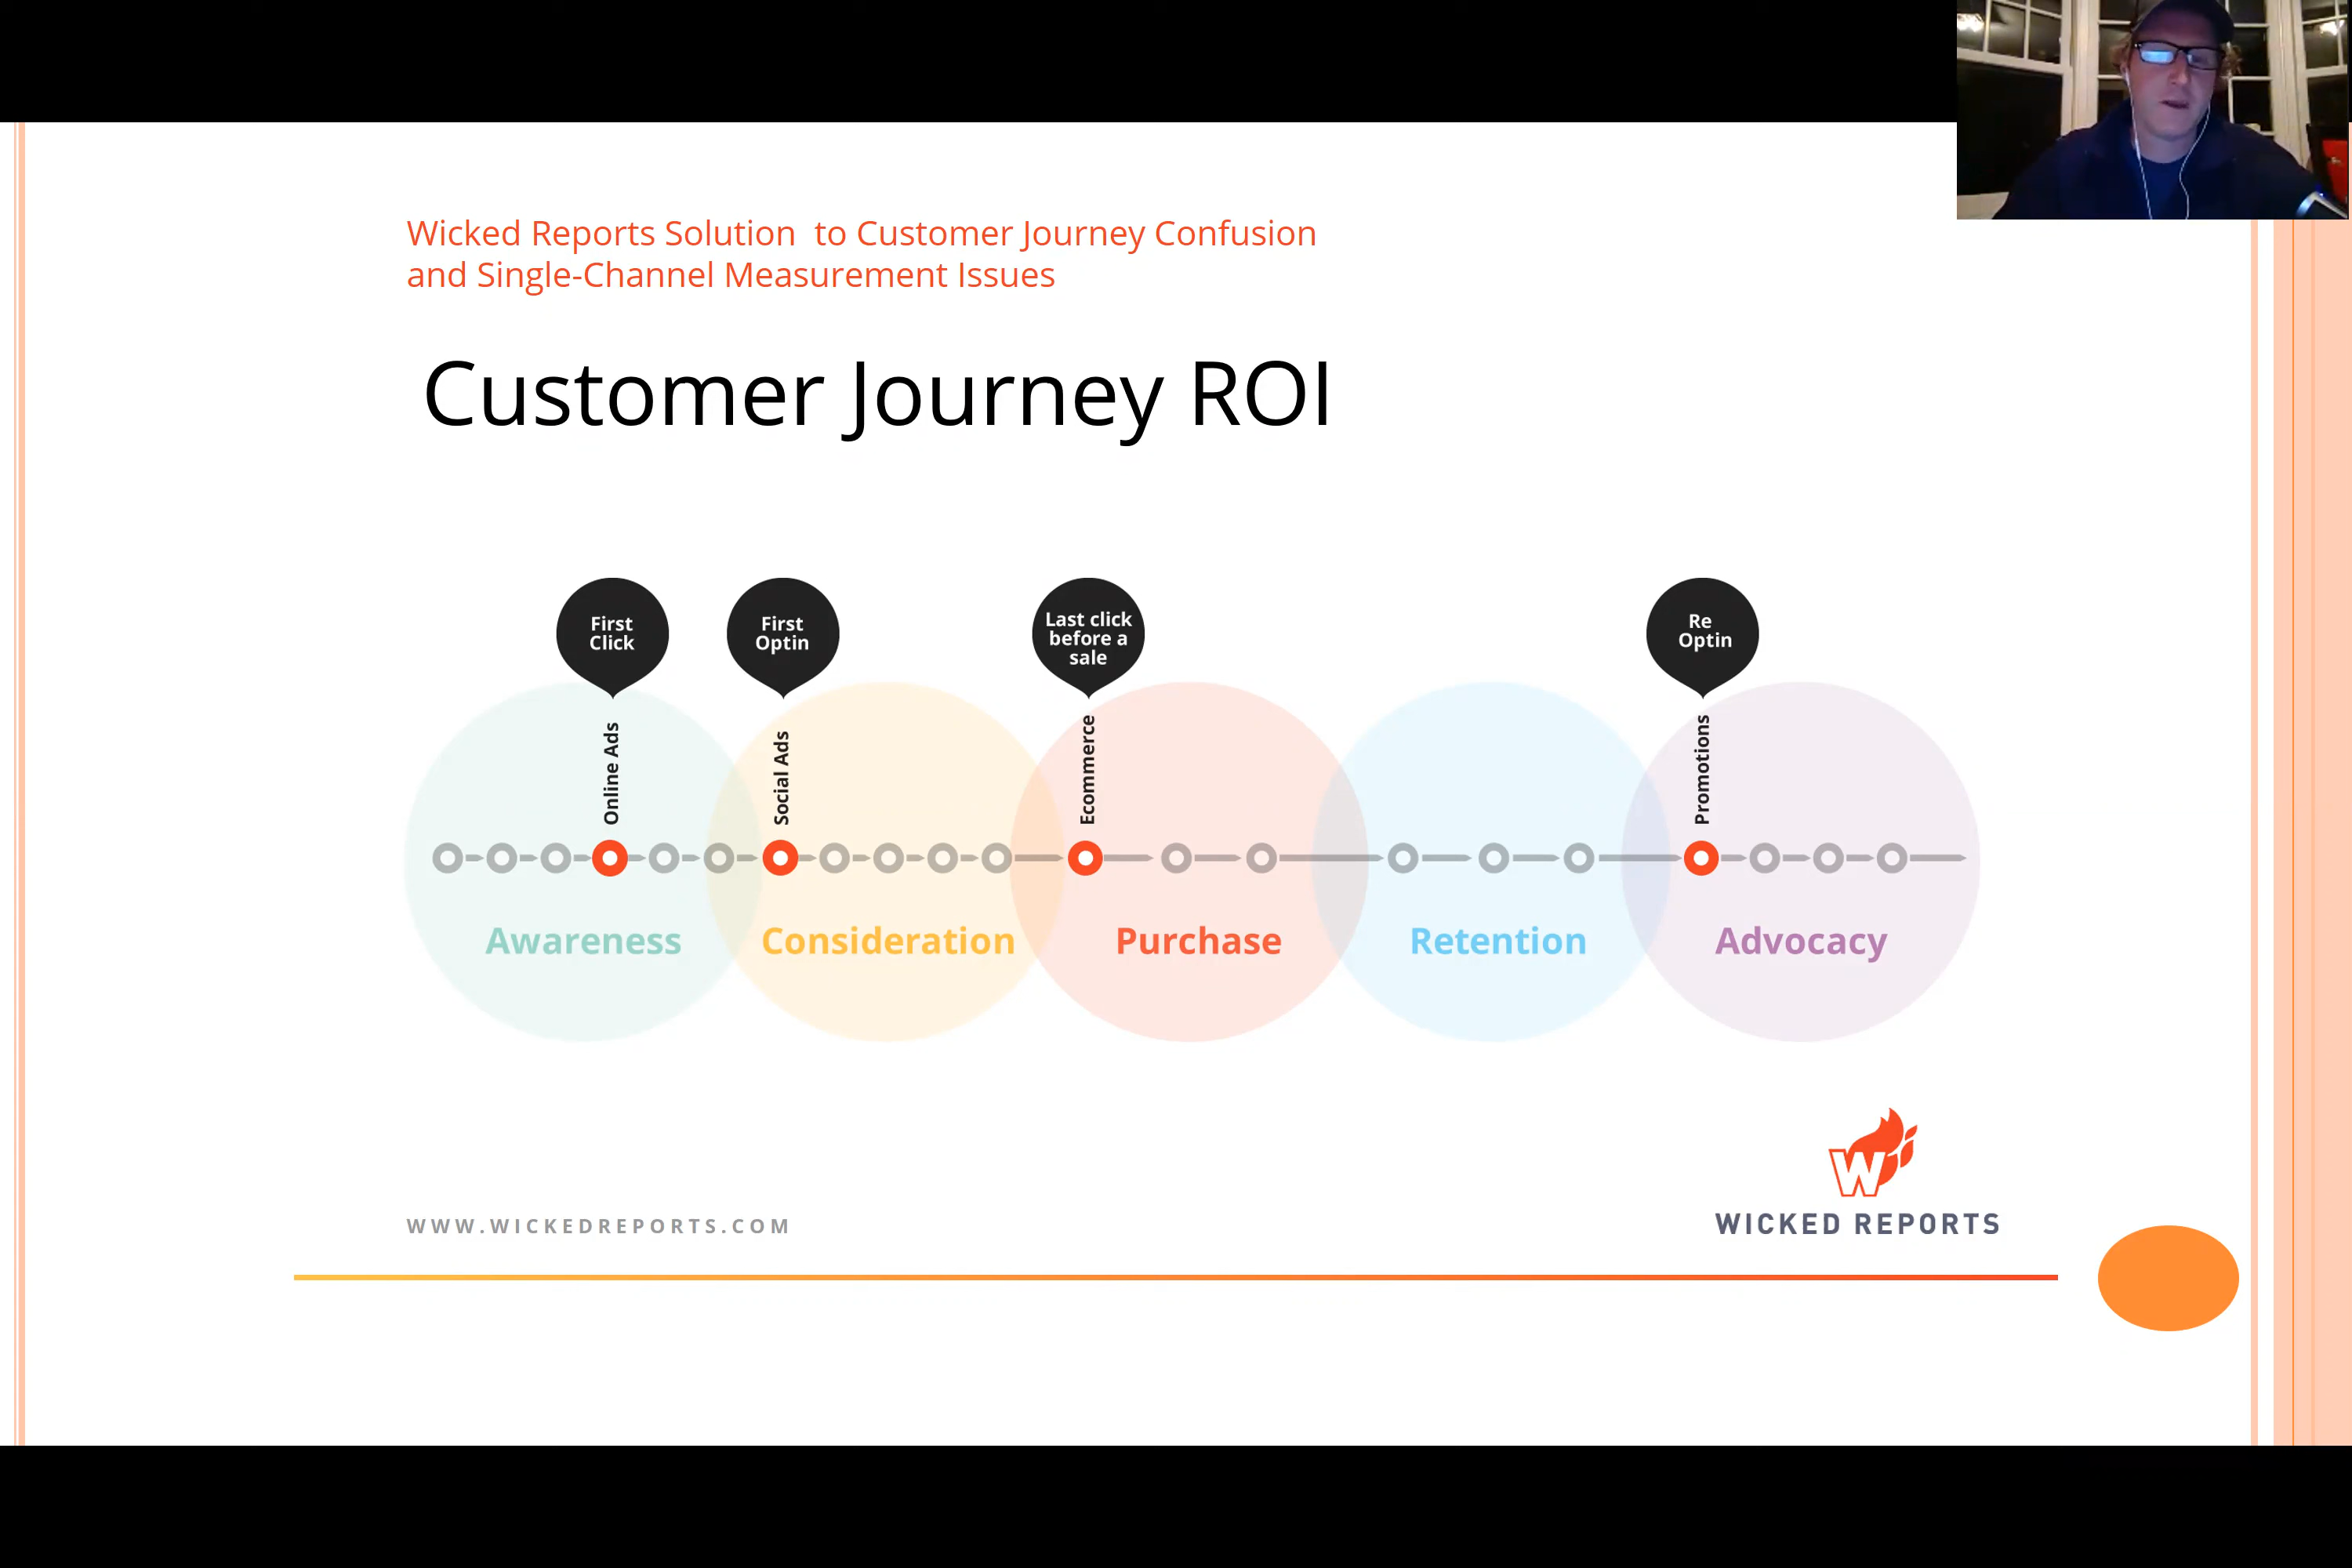 Wicked Reports Solution to Customer Journey Confusion
and Single-Channel Measurement Issues
Customer Journey ROI
First
Click
First
Optin
Last click
before a
sale
Re
Optin
Online Ads
Social Ads
Ecommerce
Promotions
Awareness
Consideration
Purchase
Retention
Advocacy
WWW.WICKEDREPORTS.COM
W
WICKED REPORTS